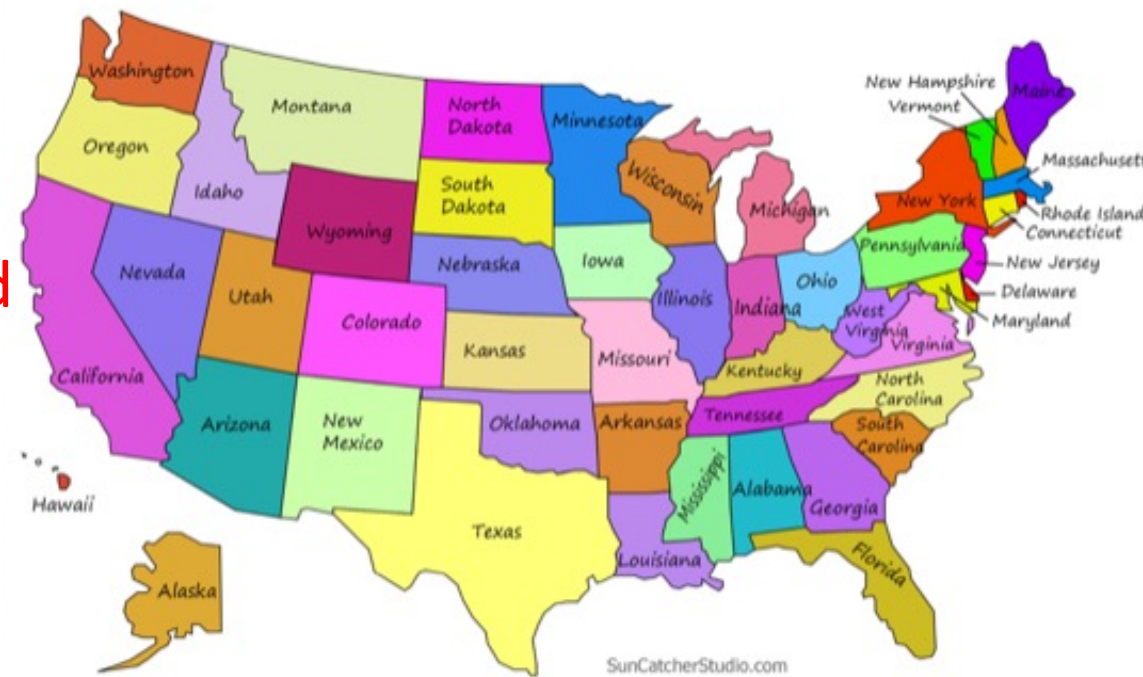 Washington
Montana
North
Dakota
Minnesota
New Hampshire
Vermont
Maine
Oregon
Idaho
South
Dakota
Wisconsin
Michigan
Massachuset
New York
Rhode Island
Connecticut
Wyoming
Nebraska
Iowa
Pennsylvania
New Jersey
Nevada
Utah
Colorado
Illinois
Indiana
Ohio
Delaware
Maryland
West
Virginia
Virginia
d
California
Kansas
Missouri
Kentucky
North
Carolina
Arizona
New
Mexico
Oklahoma
Arkansas
Tennessee
South
Carolina
Hawaii
Texas
Louisiana
Mississippi
Alabama
Georgia
Florida
Alaska
SunCatcherStudio.com